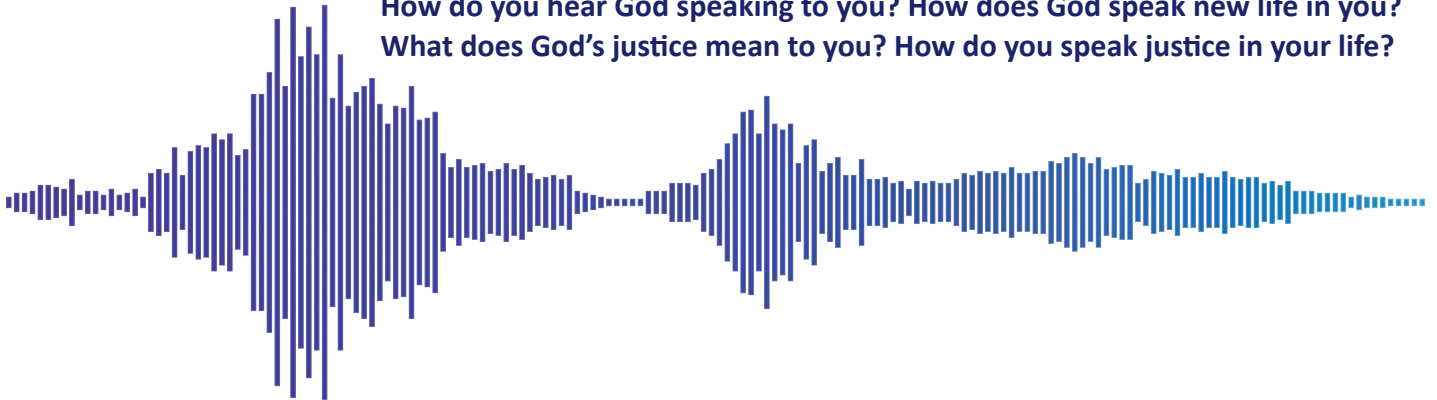 How do you hear God speaking to you? How does God speak new life in you?
What does God’s justice mean to you? How do you speak justice in your life?